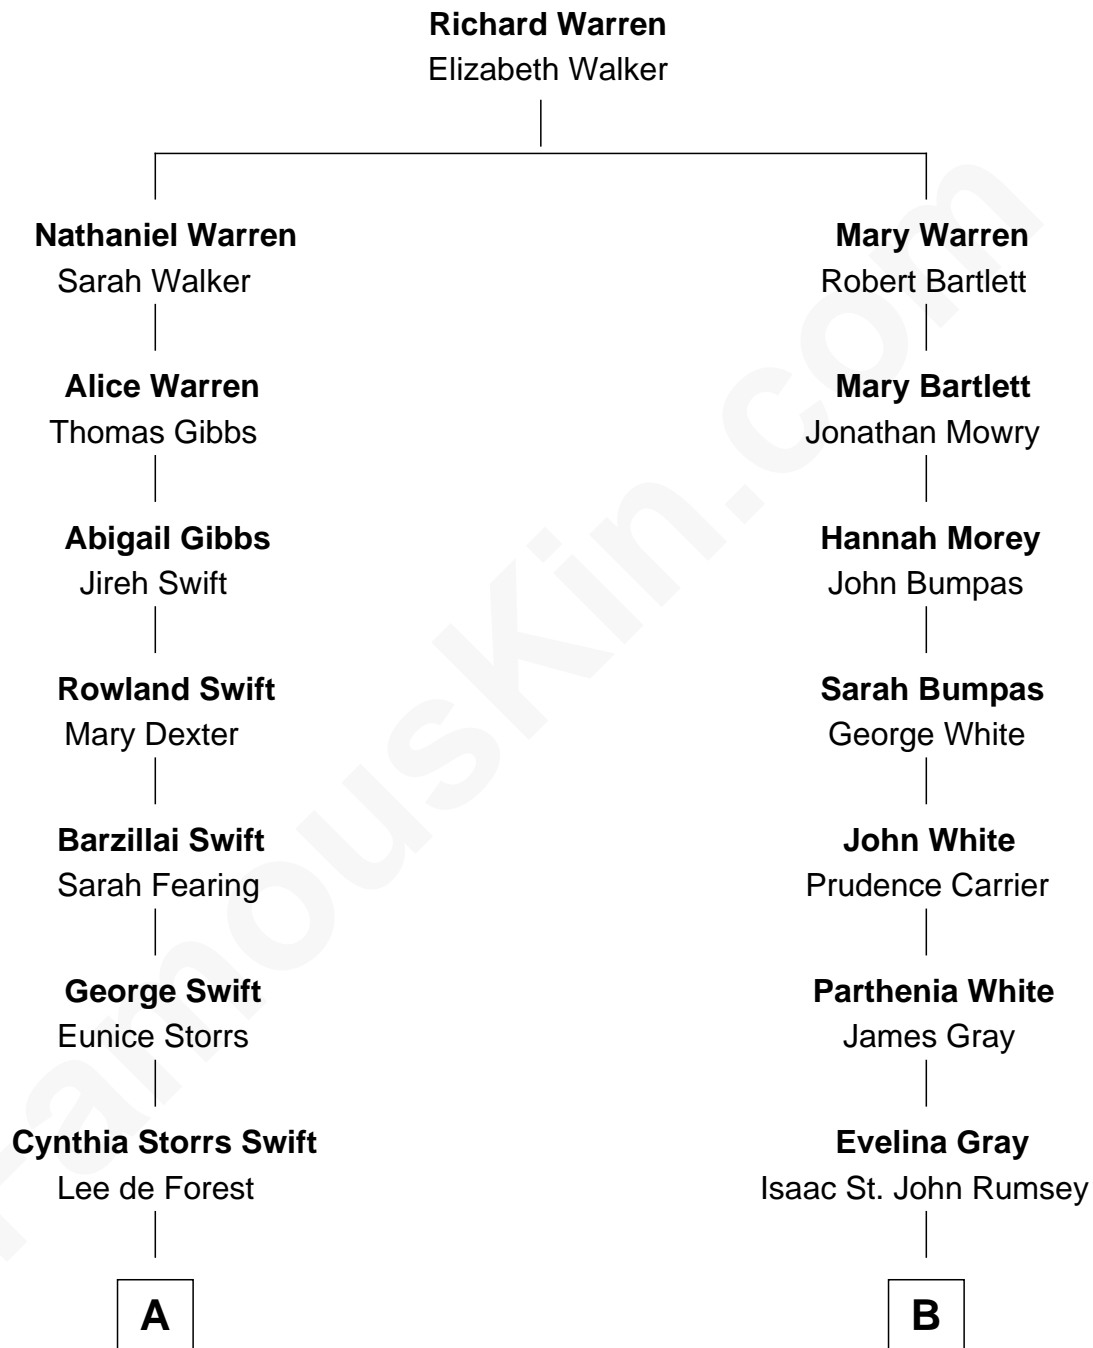 Richard Warren
Elizabeth Walker
Nathaniel Warren
Sarah Walker
Mary Warren
Robert Bartlett
Alice Warren
Thomas Gibbs
Mary Bartlett
Jonathan Mowry
Abigail Gibbs
Jireh Swift
Hannah Morey
John Bumpas
Rowland Swift
Mary Dexter
Sarah Bumpas
George White
Barzillai Swift
Sarah Fearing
John White
Prudence Carrier
George Swift
Eunice Storrs
Parthenia White
James Gray
Cynthia Storrs Swift
Lee de Forest
Evelina Gray
Isaac St. John Rumsey
A
B
FamousKin.com